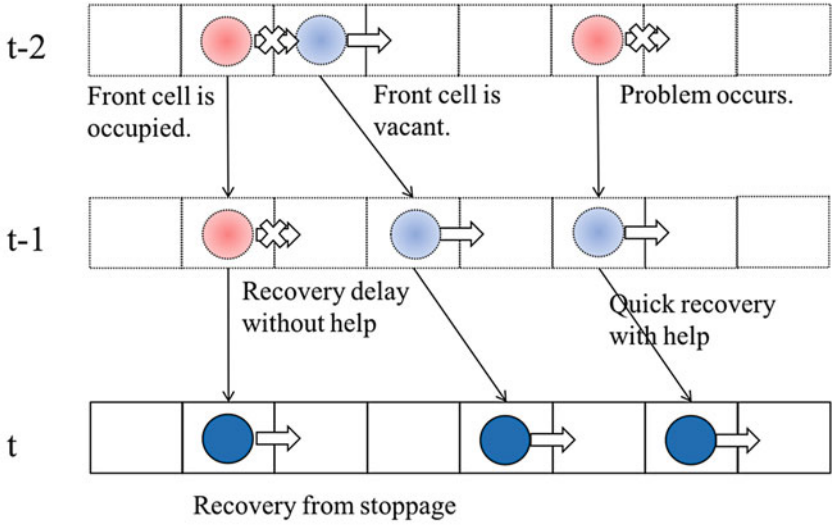 t-2
Front cell is
occupied.
Front cell is
vacant.
Problem occurs.
t-1
Recovery delay
without help
Quick recovery
with help
t
Recovery from stoppage